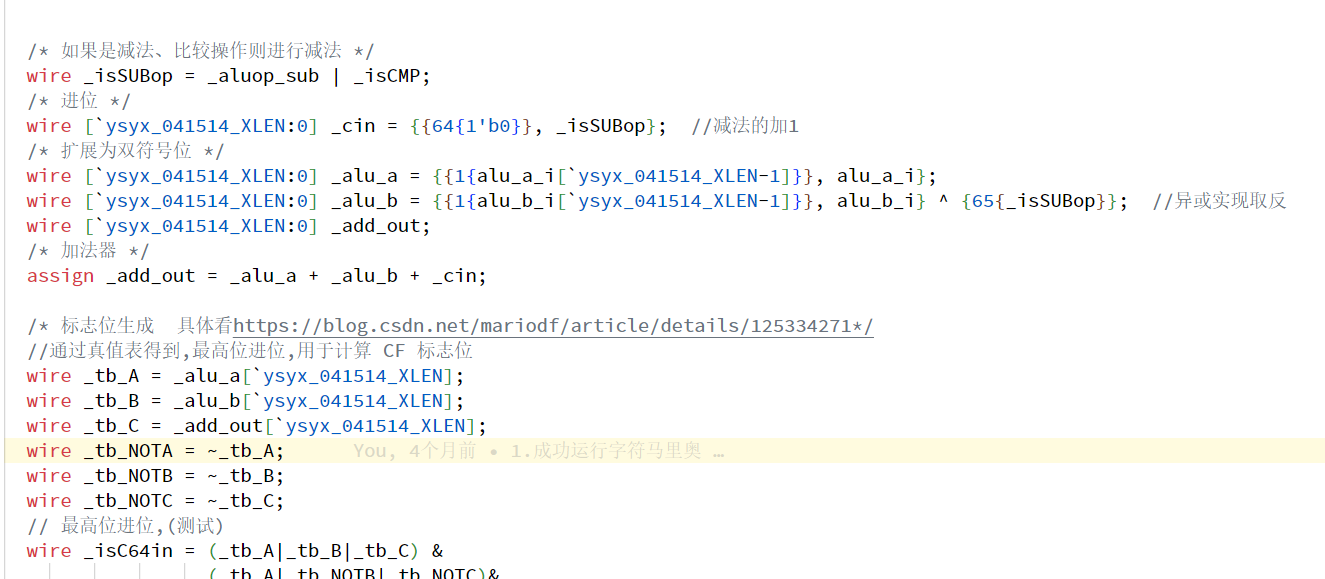 /* 如果是减法、比较操作则进行减法 */
wire _isSUBop = _aluop_sub | _isCMP;
/* 进位 */
wire [`ysyx_041514_XLEN:0] _cin = {{64{1'b0}}, _isSUBop};  //减法的加1
/* 扩展为双符号位 */
wire [`ysyx_041514_XLEN:0] _alu_a = {{1{alu_a_i[`ysyx_041514_XLEN-1]}}, alu_a_i};
wire [`ysyx_041514_XLEN:0] _alu_b = {{1{alu_b_i[`ysyx_041514_XLEN-1]}}, alu_b_i} ^ {65{_isSUBop}};  //异或实现取反
wire [`ysyx_041514_XLEN:0] _add_out;
/* 加法器 */
assign _add_out = _alu_a + _alu_b + _cin;
/* 标志位生成  具体看https://blog.csdn.net/mariodf/article/details/125334271*/
//通过真值表得到,最高位进位,用于计算 CF 标志位
wire _tb_A = _alu_a[`ysyx_041514_XLEN];
wire _tb_B = _alu_b[`ysyx_041514_XLEN];
wire _tb_C = _add_out[`ysyx_041514_XLEN];
wire _tb_NOTA = ~_tb_A;      You, 4个月前 • 1.成功运行字符马里奥 …
wire _tb_NOTB = ~_tb_B;
wire _tb_NOTC = ~_tb_C;
// 最高位进位,(测试)
wire _isC64in = (_tb_A|_tb_B|_tb_C) &
(_tb_A|_tb_NOTB|_tb_NOTC)&